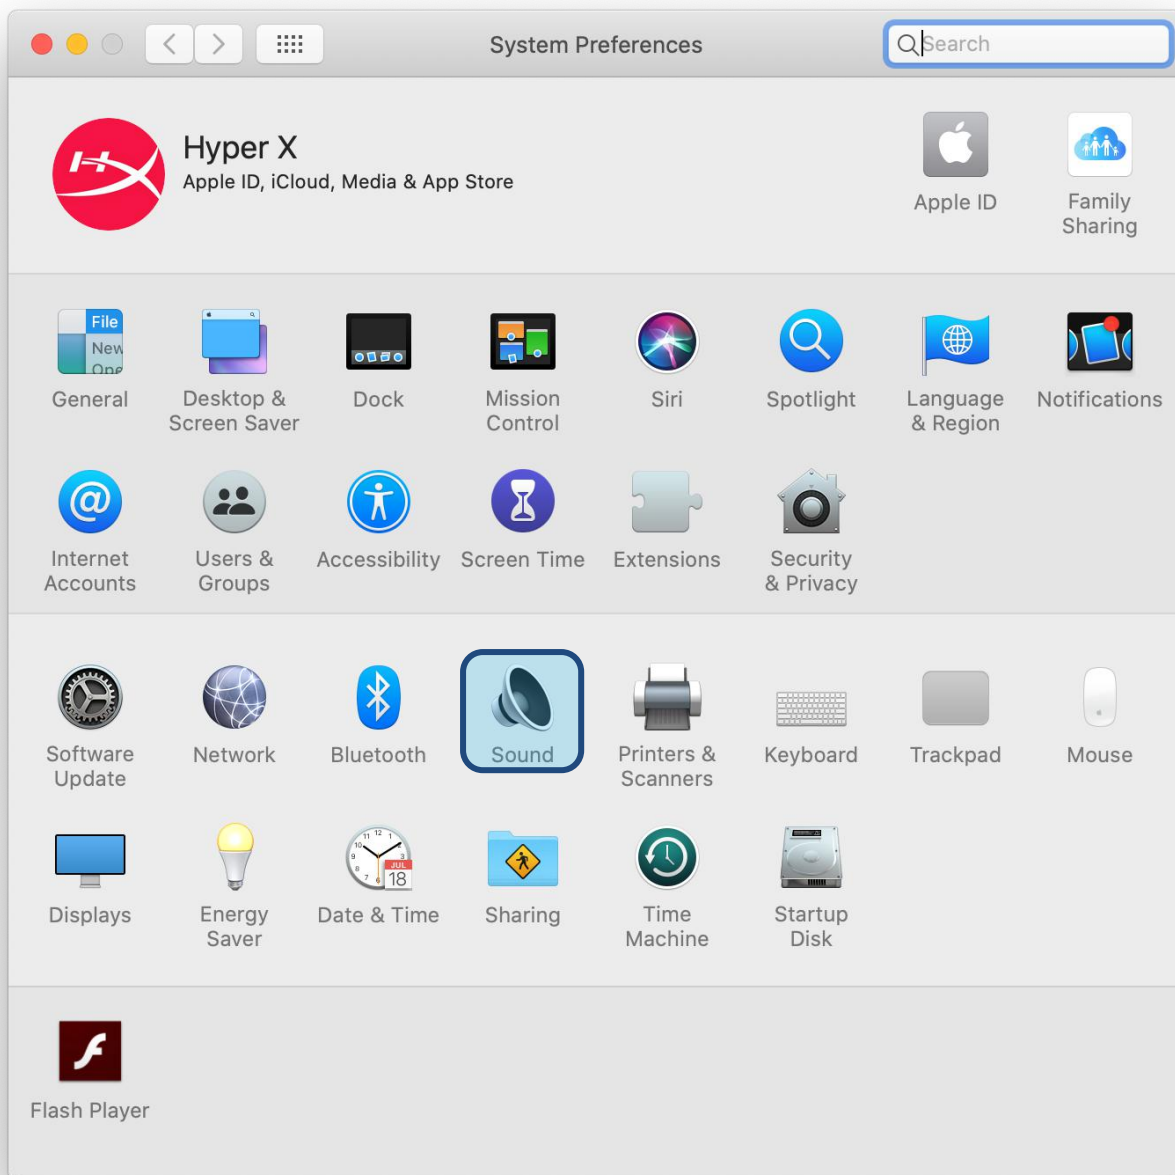 System Preferences
Search
Hyper X
Apple ID, iCloud, Media & App Store
Apple ID
Family
Sharing
File
New
Ope
General
Desktop &
Screen Saver
Dock
Mission
Control
Siri
Spotlight
Language
& Region
Notifications
Internet
Accounts
Users &
Groups
Accessibility
Screen Time
Extensions
Security
& Privacy
Software
Update
Network
Bluetooth
Sound
Printers &
Scanners
Keyboard
Trackpad
Mouse
JUL
18
Displays
Energy
Saver
Date & Time
Sharing
Time
Machine
Startup
Disk
Flash Player